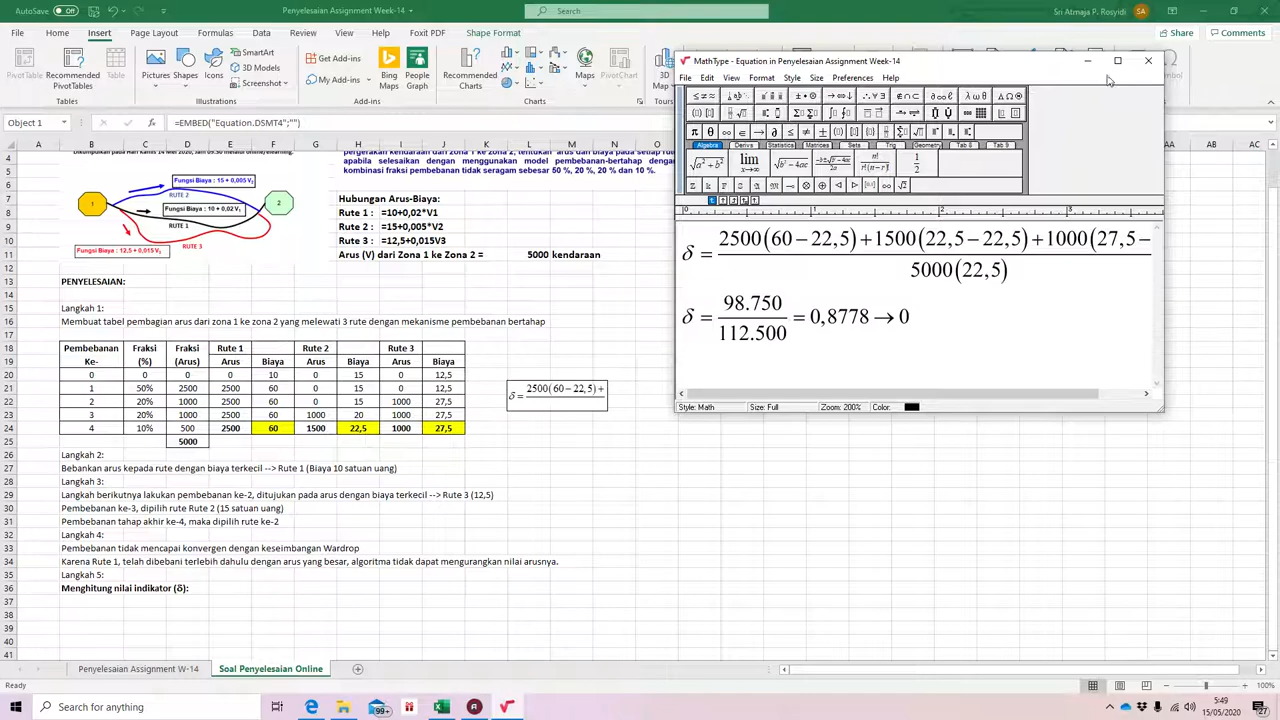 AutoSave Off
Penyelesaian Assignment Week-14
Search
Sri Atmaja P. Rosyidi SA
File Home Insert Page Layout Formulas Data Review View Developer Help Acrobat Power Pivot MathType Shape Format
Share Comments
PivotTable Recommended PivotTables Table
Tables
Pictures Shapes Icons 3D Models
SmartArt
Screenshot
Illustrations
Get Add-ins
My Add-ins
Bing Maps People Graph
Add-ins
Recommended Charts
Maps PivotChart
Charts
Object 1
=EMBED("Equation.DSMT4";"")
pergerakan kendaraan dari zona 1 ke zona 2, tentukan arus dan biaya pada setiap
apabila selesaikan dengan menggunakan model pembebanan-bertahap dengan
kombinasi fraksi pembebanan tidak seragam sebesar 50 %, 20 %, 20 % dan 10 %.
Fungsi Biaya : 15 + 0,005 V2
RUTE 2
1
2
Fungsi Biaya : 10 + 0,02 V1
RUTE 1
Fungsi Biaya : 12,5 + 0,015 V3
RUTE 3
Hubungan Arus-Biaya:
Rute 1 : =10+0,02*V1
Rute 2 : =15+0,005*V2
Rute 3 : =12,5+0,015V3
Arus (V) dari Zona 1 ke Zona 2 = 5000 kendaraan
PENYELESAIAN:
Langkah 1:
Membuat tabel pembagian arus dari zona 1 ke zona 2 yang melewati 3 rute dengan mekanisme pembebanan bertahap
Pembebanan Fraksi Fraksi Rute 1 Rute 2 Rute 3
Ke- (%) (Arus) Arus Biaya Arus Biaya Arus Biaya
0 0 0 0 10 0 15 0 12,5
1 50% 2500 2500 60 0 15 0 12,5
2 20% 1000 2500 60 0 15 1000 27,5
3 20% 1000 2500 60 1000 20 1000 27,5
4 10% 500 2500 60 1500 22,5 1000 27,5
5000
δ = 2500(60−22,5)+
Langkah 2:
Bebankan arus kepada rute dengan biaya terkecil --> Rute 1 (Biaya 10 satuan uang)
Langkah 3:
Langkah berikutnya lakukan pembebanan ke-2, ditujukan pada arus dengan biaya terkecil --> Rute 3 (12,5)
Pembebanan ke-3, dipilih rute Rute 2 (15 satuan uang)
Pembebanan tahap akhir ke-4, maka dipilih rute ke-2
Langkah 4:
Pembebanan tidak mencapai konvergen dengan keseimbangan Wardrop
Karena Rute 1, telah dibebani terlebih dahulu dengan arus yang besar, algoritma tidak dapat mengurangkan nilai arusnya.
Langkah 5:
Menghitung nilai indikator (δ):
MathType - Equation in Penyelesaian Assignment Week-14
File Edit View Format Style Size Preferences Help
Algebra Derivs Statistics Matrices Sets Trig Geometry Tab 8 Tab 9
δ = 2500(60−22,5)+1500(22,5−22,5)+1000(27,5−
5000(22,5)
δ = 98.750 / 112.500 = 0,8778 → 0
Style: Math Size: Full Zoom: 200% Color:
Penyelesaian Assignment W-14 Soal Penyelesaian Online
Ready
100%
Search for anything
99+
5:49
15/05/2020
27